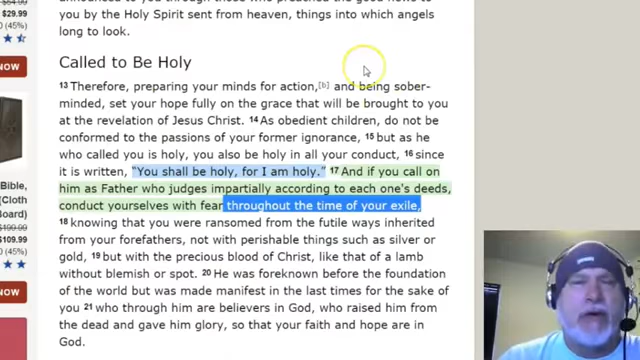 announced to you through those who preached the good news to
you by the Holy Spirit sent from heaven, things into which angels
long to look.
Called to Be Holy
13 Therefore, preparing your minds for action,[b] and being sober-
minded, set your hope fully on the grace that will be brought to you
at the revelation of Jesus Christ. 14 As obedient children, do not be
conformed to the passions of your former ignorance, 15 but as he
who called you is holy, you also be holy in all your conduct, 16 since
it is written, "You shall be holy, for I am holy." 17 And if you call on
him as Father who judges impartially according to each one's deeds,
conduct yourselves with fear throughout the time of your exile,
18 knowing that you were ransomed from the futile ways inherited
from your forefathers, not with perishable things such as silver or
gold, 19 but with the precious blood of Christ, like that of a lamb
without blemish or spot. 20 He was foreknown before the foundation
of the world but was made manifest in the last times for the sake of
you 21 who through him are believers in God, who raised him from
the dead and gave him glory, so that your faith and hope are in
God.
$54.99
(45%)
NOW
Bible,
(Cloth
Board)
$199.99
$109.99
(45%)
NOW